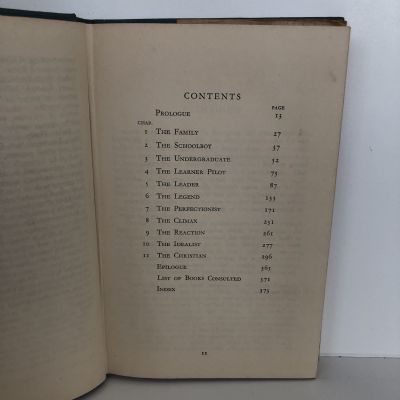 CONTENTS
PAGE
PROLOGUE 13
CHAP.
1 THE FAMILY 27
2 THE SCHOOLBOY 37
3 THE UNDERGRADUATE 52
4 THE LEARNER PILOT 75
5 THE LEADER 87
6 THE LEGEND 133
7 THE PERFECTIONIST 171
8 THE CLIMAX 251
9 THE REACTION 261
10 THE IDEALIST 277
11 THE CHRISTIAN 296
EPILOGUE 365
LIST OF BOOKS CONSULTED 371
INDEX 375
11